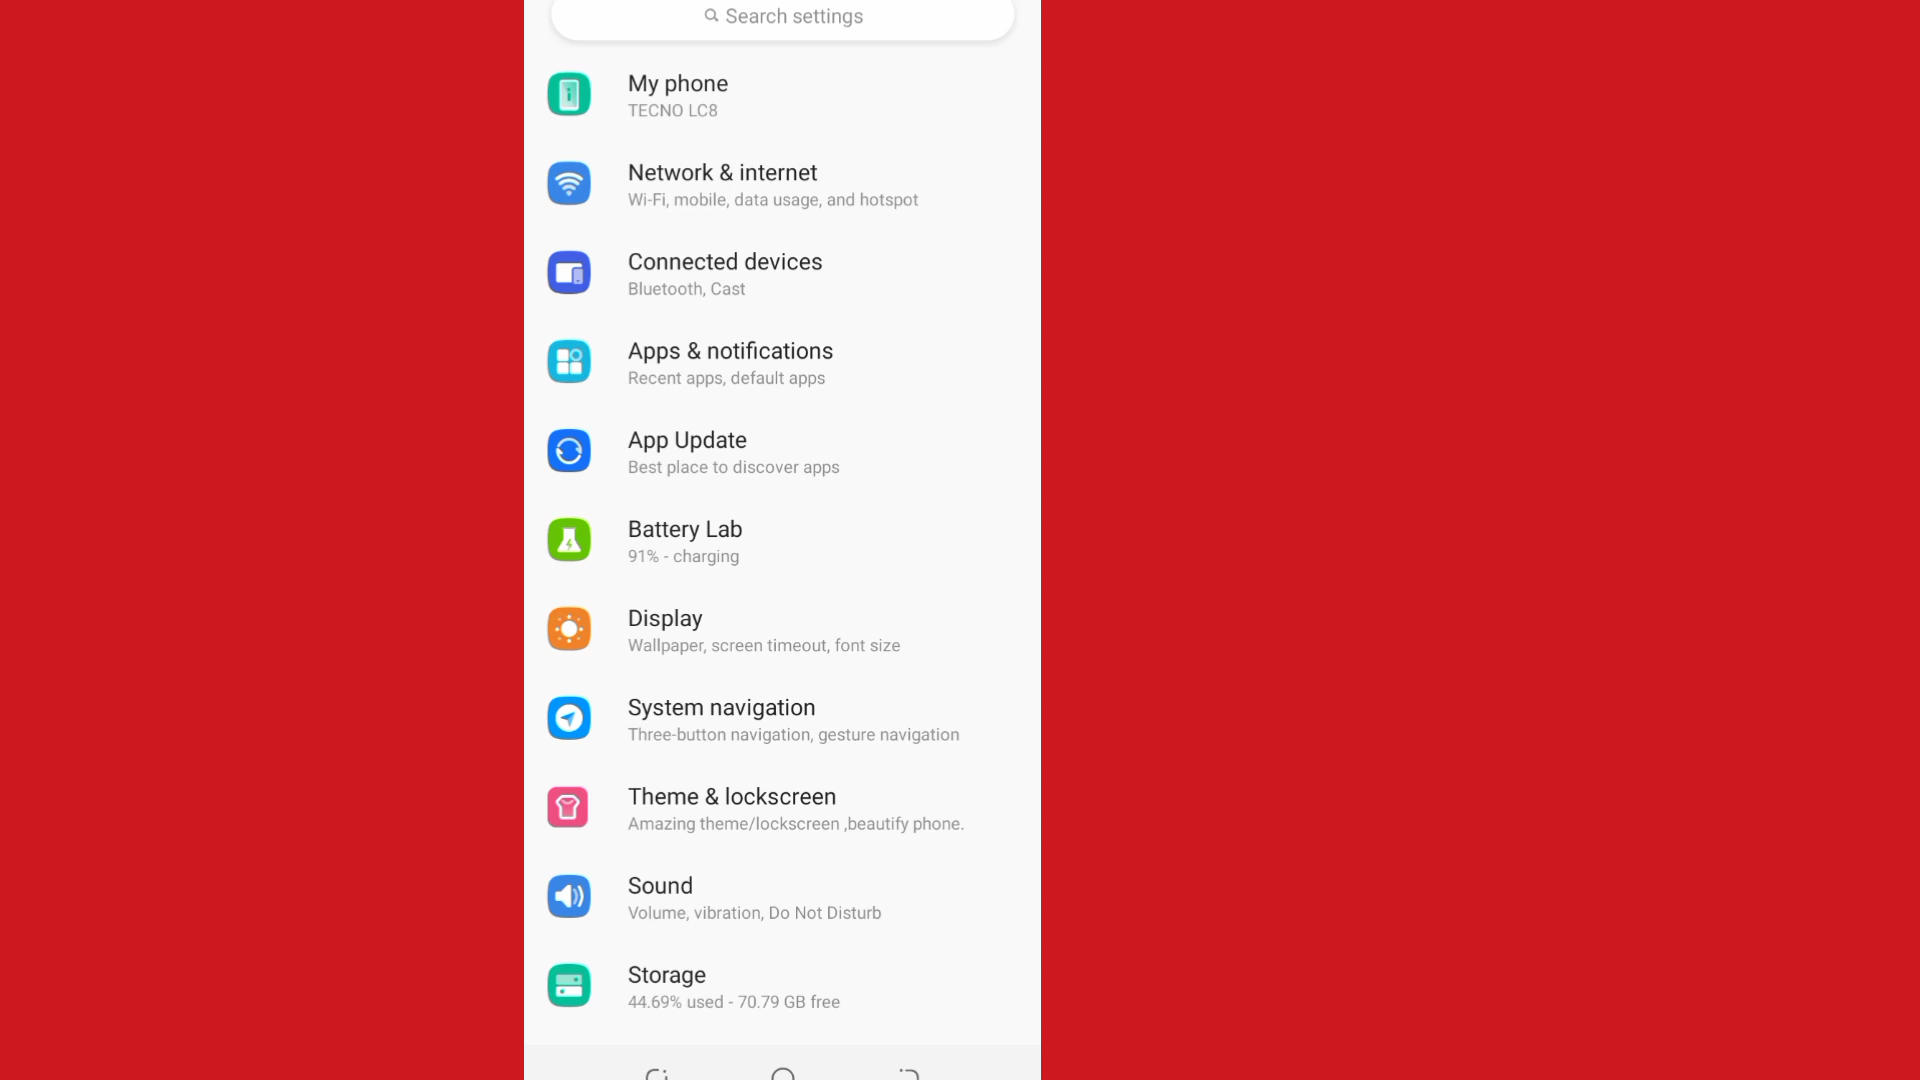 Search settings
My phone
TECNO LC8
Network & internet
Wi-Fi, mobile, data usage, and hotspot
Connected devices
Bluetooth, Cast
Apps & notifications
Recent apps, default apps
App Update
Best place to discover apps
Battery Lab
91% - charging
Display
Wallpaper, screen timeout, font size
System navigation
Three-button navigation, gesture navigation
Theme & lockscreen
Amazing theme/lockscreen ,beautify phone.
Sound
Volume, vibration, Do Not Disturb
Storage
44.69% used - 70.79 GB free